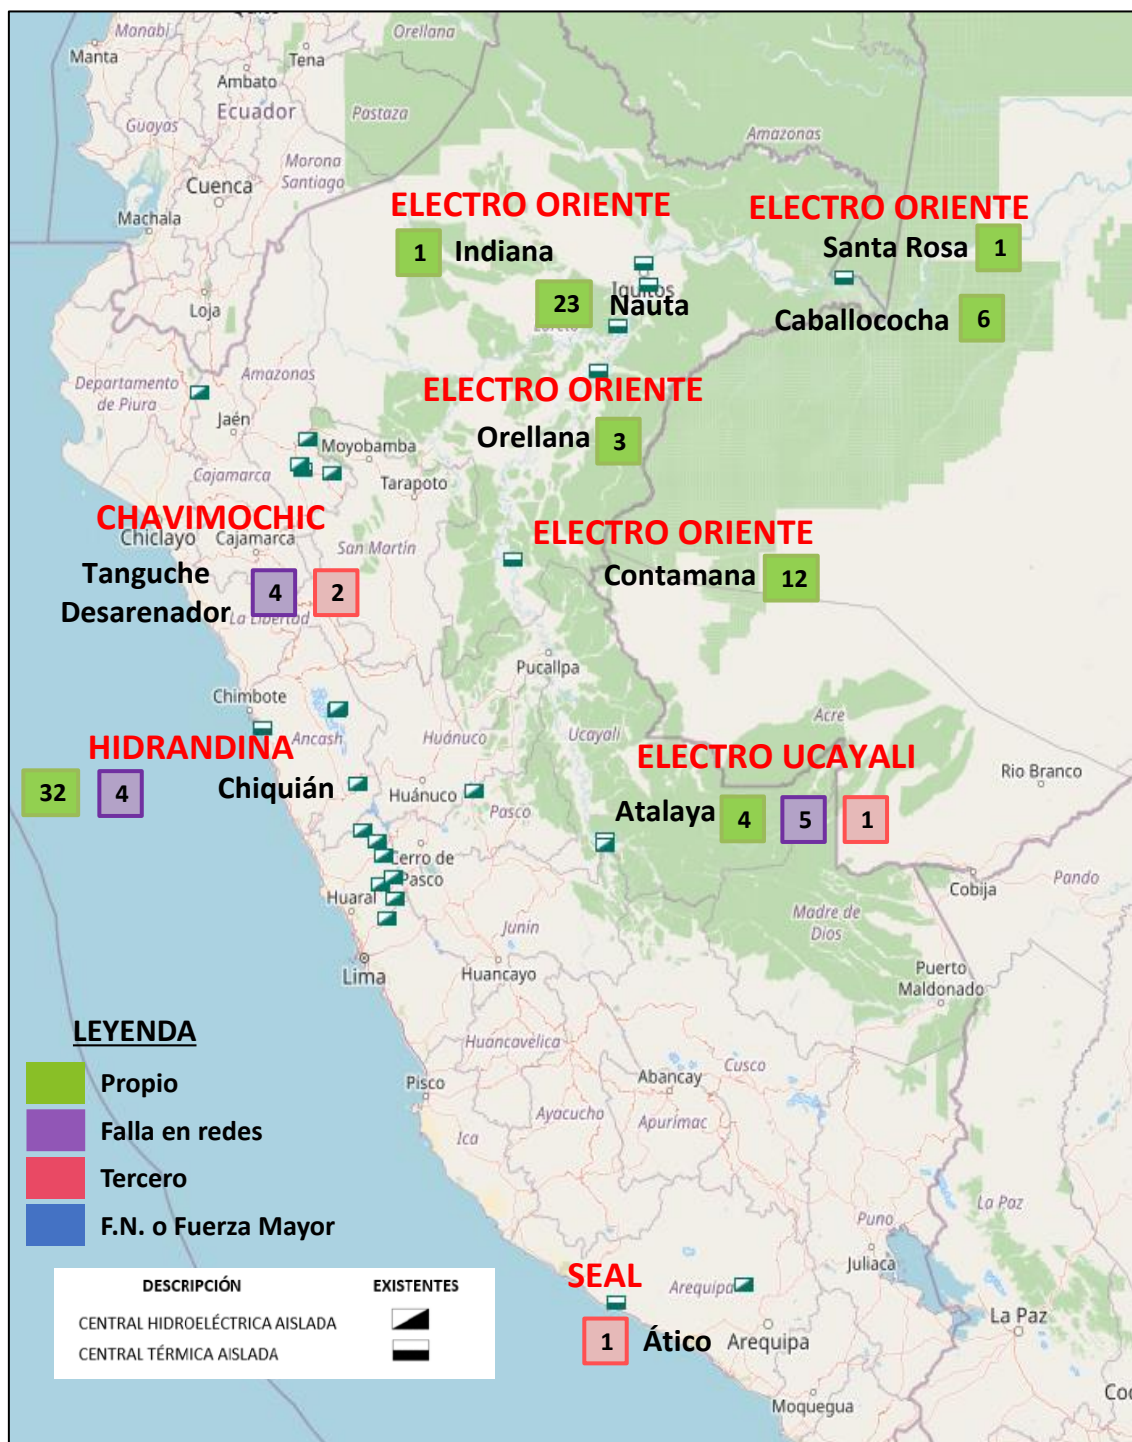 Quito
Manabí
Orellana
Manta
Tena
Ambato
Ecuador
Pastaza
Guayas
Amazonas
Morona
Santiago
Cuenca
Machala
ELECTRO ORIENTE
1 Indiana
23 Nauta
Iquitos
Loreto
ELECTRO ORIENTE
Santa Rosa 1
Caballococha 6
Loja
Departamento
de Piura
Amazonas
Jaén
ELECTRO ORIENTE
Orellana 3
Moyobamba
Cajamarca
Tarapoto
CHAVIMOCHIC
Chiclayo
Cajamarca
San Martín
Tanguche
Desarenador 4 2
La Libertad
ELECTRO ORIENTE
Contamana 12
Pucallpa
Chimbote
Ancash
Huánuco
Ucayali
Acre
HIDRANDINA
32 4 Chiquián
Huánuco
Pasco
ELECTRO UCAYALI
Atalaya 4 5 1
Rio Branco
Cerro de
Pasco
Huaral
Cobija
Pando
Junín
Madre de
Dios
Lima
Huancayo
Puerto
Maldonado
Huancavelica
Cusco
Pisco
Abancay
Ayacucho
Apurímac
Ica
LEYENDA
Propio
Falla en redes
Tercero
F.N. o Fuerza Mayor
La Paz
Puno
Juliaca
DESCRIPCIÓN EXISTENTES
CENTRAL HIDROELÉCTRICA AISLADA
CENTRAL TÉRMICA AISLADA
SEAL
Arequipa
1 Ático
Arequipa
La Paz
Moquegua